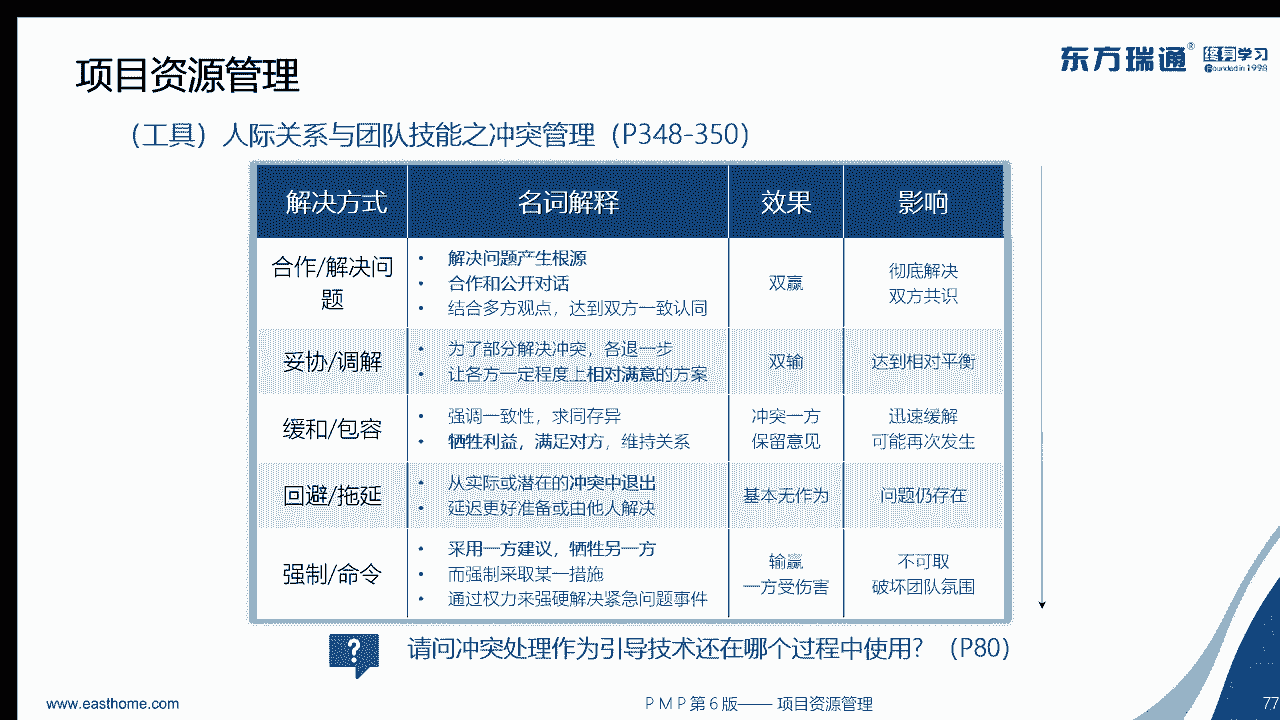 项目资源管理
东方瑞通®
终身学习
Founded in 1998
（工具）人际关系与团队技能之冲突管理（P348-350）
解决方式 名词解释 效果 影响
合作/解决问题
• 解决问题产生根源
• 合作和公开对话
• 结合多方观点，达到双方一致认同
双赢
彻底解决
双方共识
妥协/调解
• 为了部分解决冲突，各退一步
• 让各方一定程度上相对满意的方案
双输
达到相对平衡
缓和/包容
• 强调一致性，求同存异
• 牺牲利益，满足对方，维持关系
冲突一方
保留意见
迅速缓解
可能再次发生
回避/拖延
• 从实际或潜在的冲突中退出
• 延迟更好准备或由他人解决
基本无作为
问题仍存在
强制/命令
• 采用一方建议，牺牲另一方
• 而强制采取某一措施
• 通过权力来强硬解决紧急问题事件
输赢
一方受伤害
不可取
破坏团队氛围
?
请问冲突处理作为引导技术还在哪个过程中使用？（P80）
www.easthome.com
PMP第6版—— 项目资源管理
77